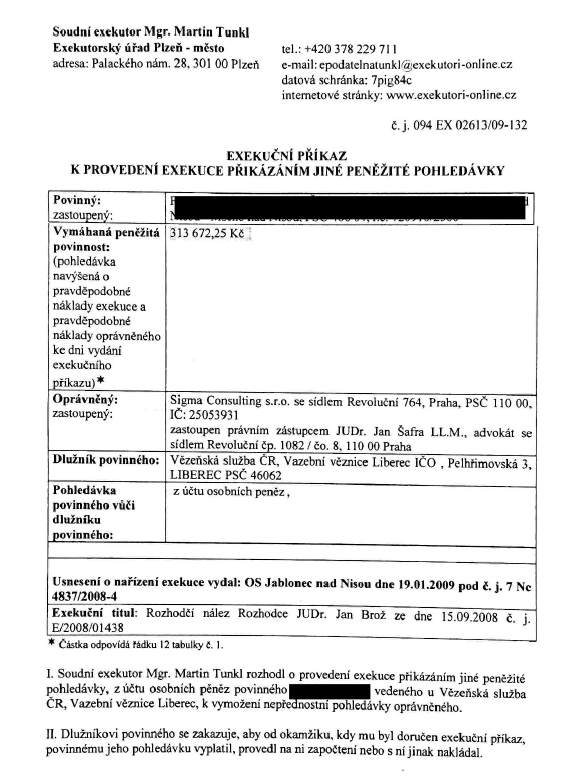 Soudní exekutor Mgr. Martin Tunkl
Exekutorský úřad Plzeň - město
adresa: Palackého nám. 28, 301 00 Plzeň
tel.: +420 378 229 711
e-mail: epodatelnatunkl@exekutori-online.cz
datová schránka: 7pig84c
internetové stránky: www.exekutori-online.cz
č. j. 094 EX 02613/09-132
EXEKUČNÍ PŘÍKAZ
K PROVEDENÍ EXEKUCE PŘIKÁZÁNÍM JINÉ PENĚŽITÉ POHLEDÁVKY
Povinný:
zastoupený:
Vymáhaná peněžitá
povinnost:
(pohledávka
navýšená o
pravděpodobné
náklady exekuce a
pravděpodobné
náklady oprávněného
ke dni vydání
exekučního
příkazu)*
313 672,25 Kč
Oprávněný:
zastoupený:
Sigma Consulting s.r.o. se sídlem Revoluční 764, Praha, PSČ 110 00,
IČ: 25053931
zastoupen právním zástupcem JUDr. Jan Šafra LL.M., advokát se
sídlem Revoluční čp. 1082 / čo. 8, 110 00 Praha
Dlužník povinného:
Vězeňská služba ČR, Vazební věznice Liberec IČO , Pelhřimovská 3,
LIBEREC PSČ 46062
Pohledávka
povinného vůči
dlužníku
povinného:
z účtu osobních peněz ,
Usnesení o nařízení exekuce vydal: OS Jablonec nad Nisou dne 19.01.2009 pod č. j. 7 Nc
4837/2008-4
Exekuční titul: Rozhodčí nález Rozhodce JUDr. Jan Brož ze dne 15.09.2008 č. j.
E/2008/01438
* Částka odpovídá řádku 12 tabulky č. 1.
I. Soudní exekutor Mgr. Martin Tunkl rozhodl o provedení exekuce přikázáním jiné peněžité
pohledávky, z účtu osobních pěněz povinného vedeného u Vězeňská služba
ČR, Vazební věznice Liberec, k vymožení nepřednostní pohledávky oprávněného.
II. Dlužníkovi povinného se zakazuje, aby od okamžiku, kdy mu byl doručen exekuční příkaz,
povinnému jeho pohledávku vyplatil, provedl na ni započtení nebo s ní jinak nakládal.